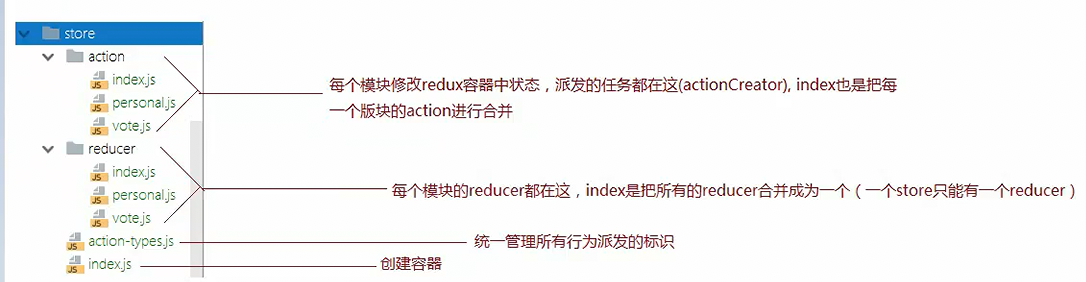 store
action
index.js
personal.js
vote.js
每个模块修改redux容器中状态，派发的任务都在这(actionCreator), index也是把每
一个版块的action进行合并
reducer
index.js
personal.js
vote.js
每个模块的reducer都在这，index是把所有的reducer合并成为一个（一个store只能有一个reducer）
action-types.js
统一管理所有行为派发的标识
index.js
创建容器